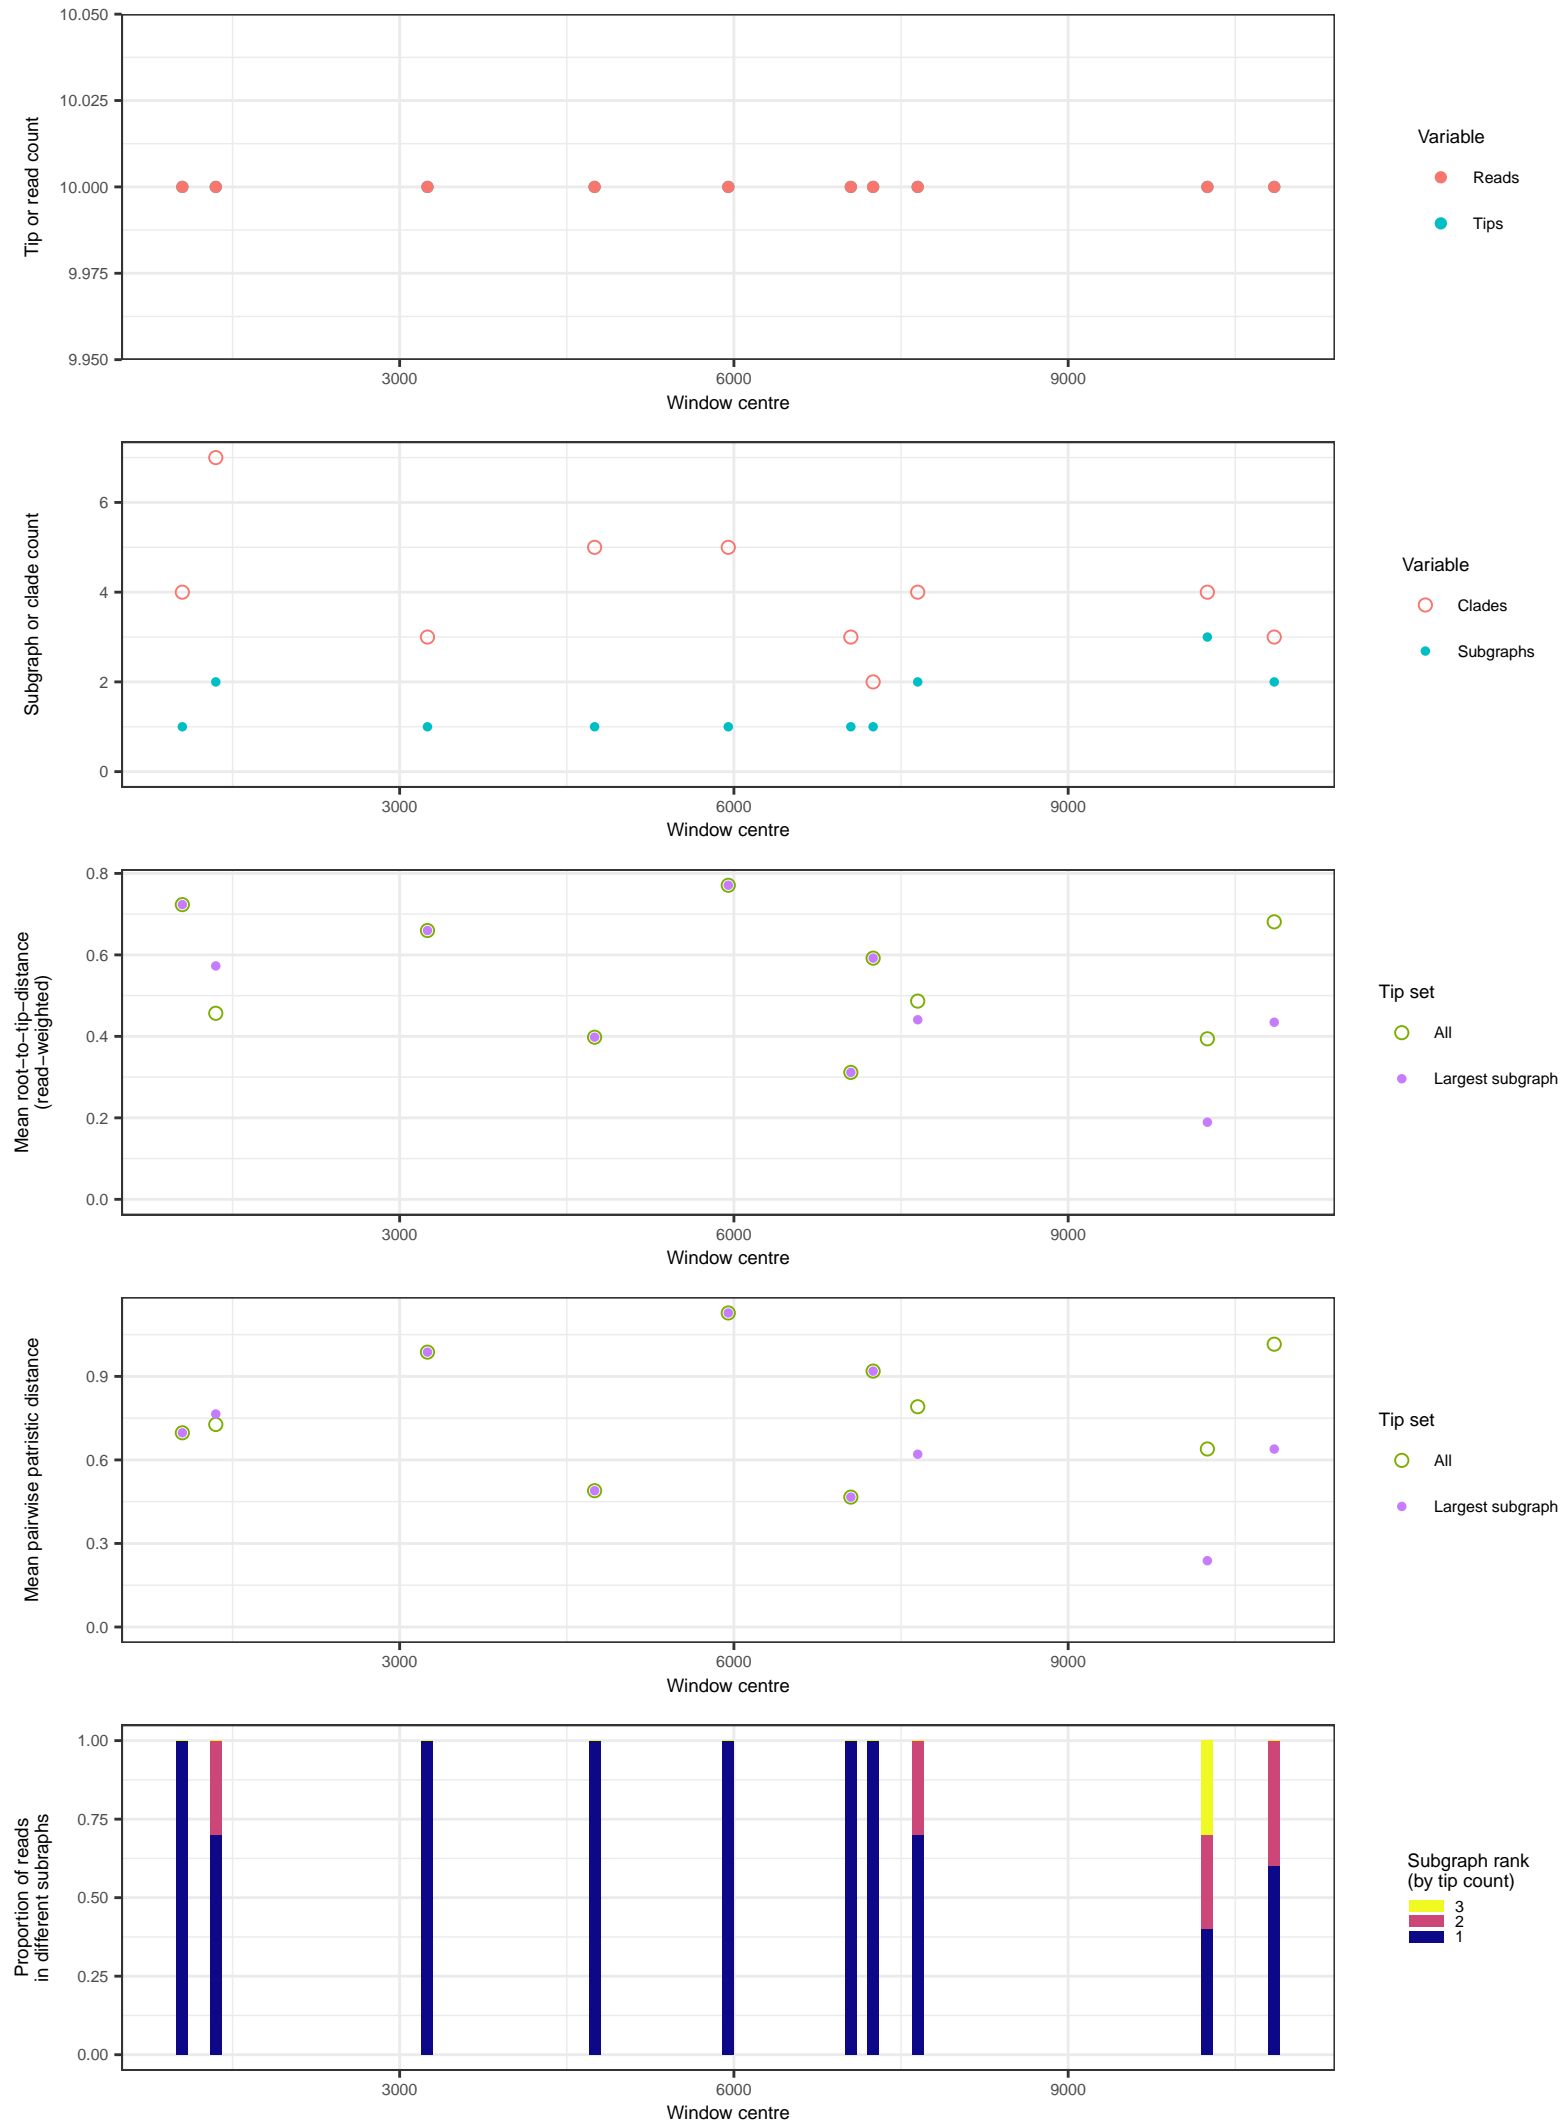 10.050
10.025
10.000
9.975
9.950
Tip or read count
3000 6000 9000
Window centre
Variable
Reads
Tips
6
4
2
0
Subgraph or clade count
3000 6000 9000
Window centre
Variable
Clades
Subgraphs
0.8
0.6
0.4
0.2
0.0
Mean root−to−tip−distance
(read−weighted)
3000 6000 9000
Window centre
Tip set
All
Largest subgraph
0.9
0.6
0.3
0.0
Mean pairwise patristic distance
3000 6000 9000
Window centre
Tip set
All
Largest subgraph
1.00
0.75
0.50
0.25
0.00
Proportion of reads
in different subraphs
3000 6000 9000
Window centre
Subgraph rank
(by tip count)
3
2
1